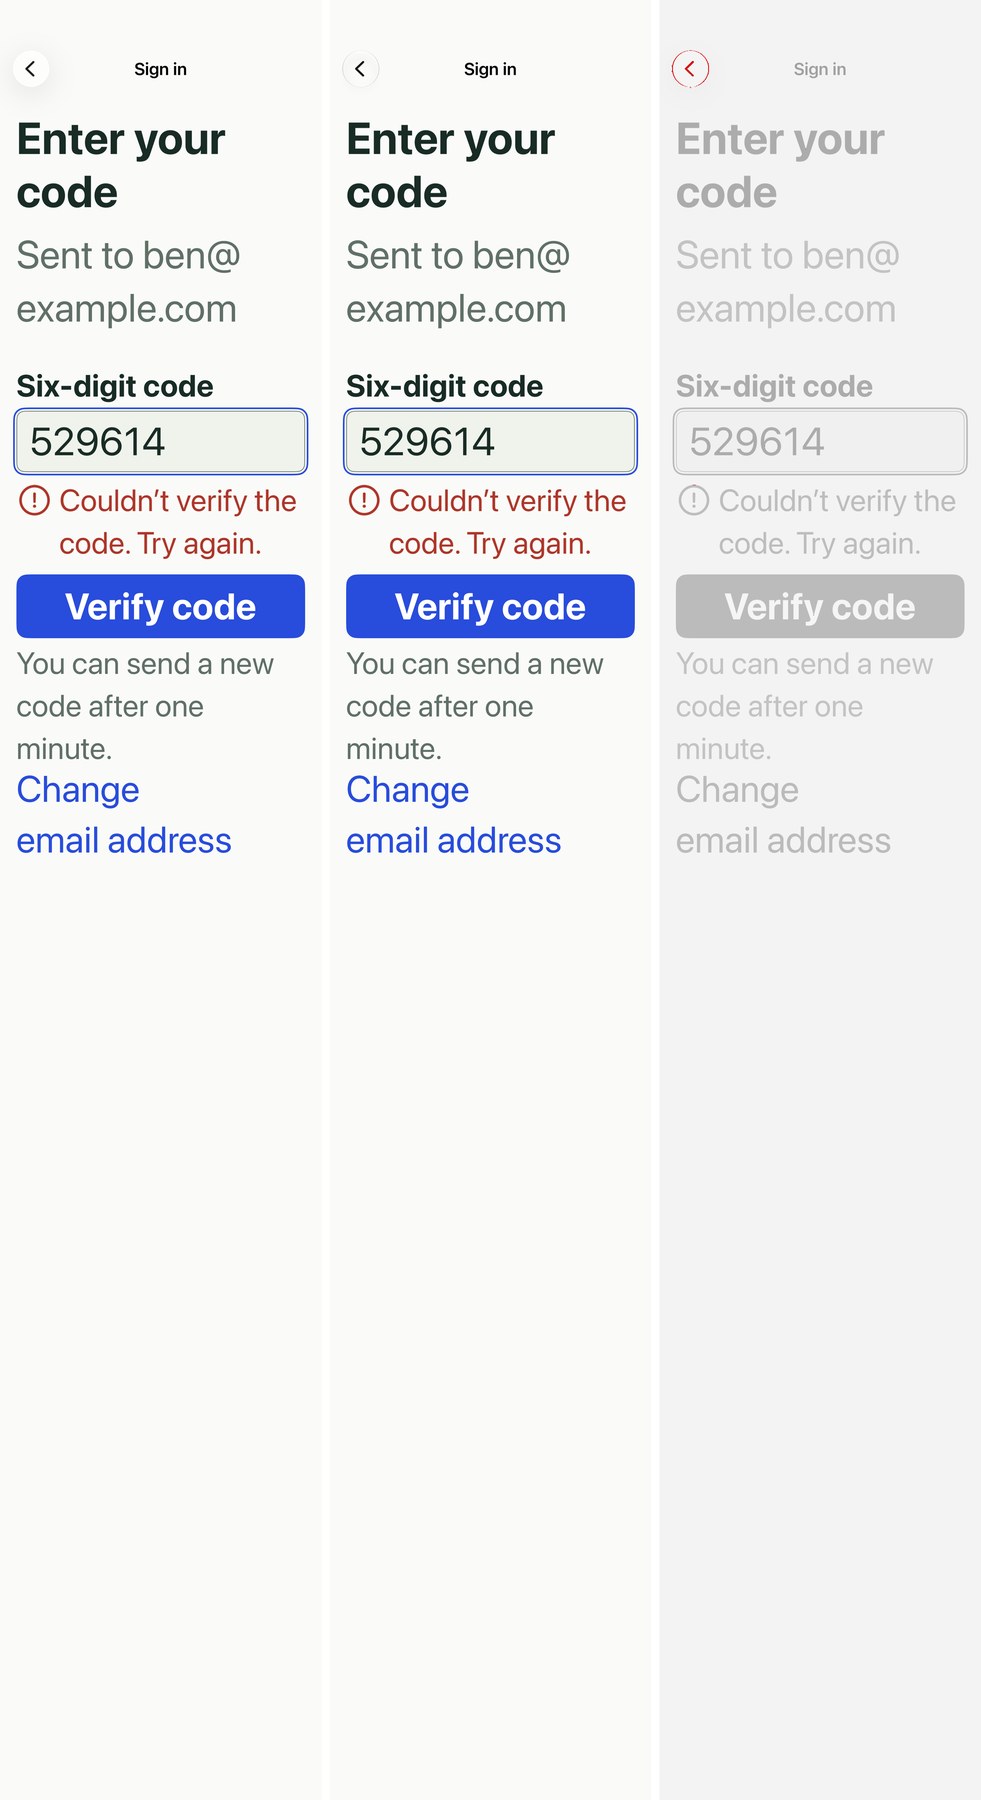 Sign in
Enter your
code
Sent to ben@
example.com
Six-digit code
529614
Couldn't verify the
code. Try again.
Verify code
You can send a new
code after one
minute.
Change
email address
Sign in
Enter your
code
Sent to ben@
example.com
Six-digit code
529614
Couldn't verify the
code. Try again.
Verify code
You can send a new
code after one
minute.
Change
email address
Sign in
Enter your
code
Sent to ben@
example.com
Six-digit code
529614
Couldn't verify the
code. Try again.
Verify code
You can send a new
code after one
minute.
Change
email address